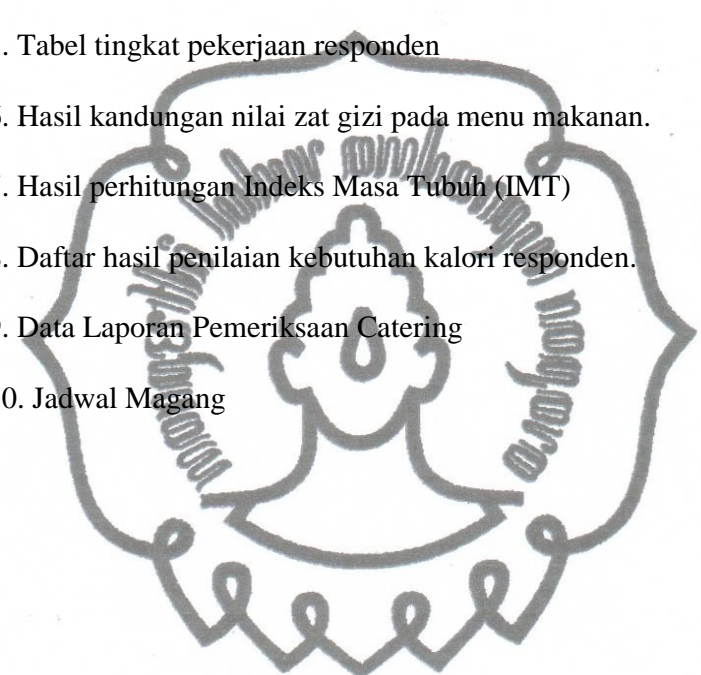 . Tabel tingkat pekerjaan responden
. Hasil kandungan nilai zat gizi pada menu makanan.
. Hasil perhitungan Indeks Masa Tubuh (IMT)
. Daftar hasil penilaian kebutuhan kalori responden.
. Data Laporan Pemeriksaan Catering
0. Jadwal Magang